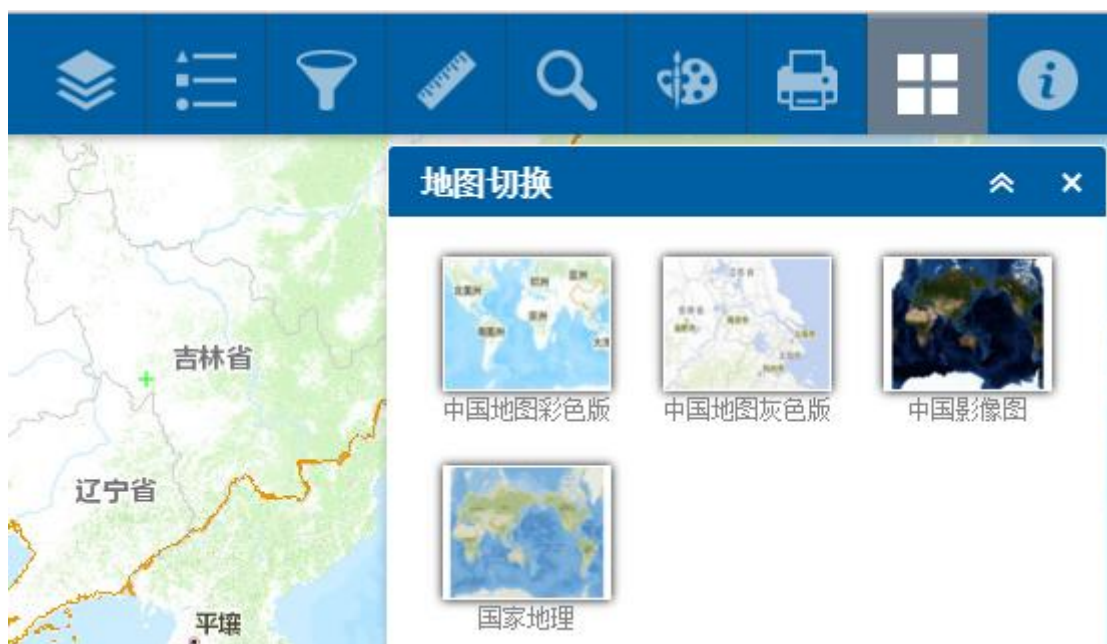 地图切换
吉林省
辽宁省
平壤
中国地图彩色版
中国地图灰色版
中国影像图
国家地理